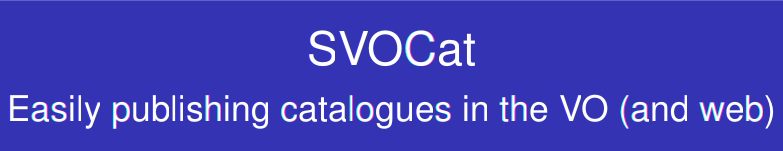 SVOCat
Easily publishing catalogues in the VO (and web)